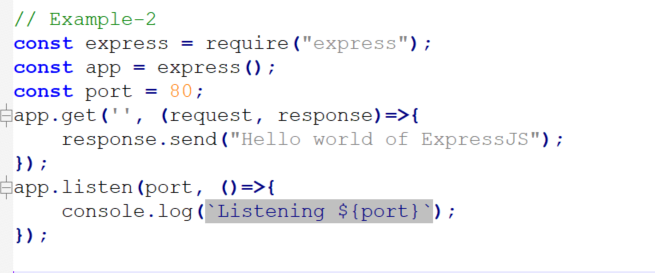 // Example-2
const express = require("express");
const app = express();
const port = 80;
app.get('', (request, response)=>{
    response.send("Hello world of ExpressJS");
});
app.listen(port, ()=>{
    console.log(`Listening ${port}`);
});